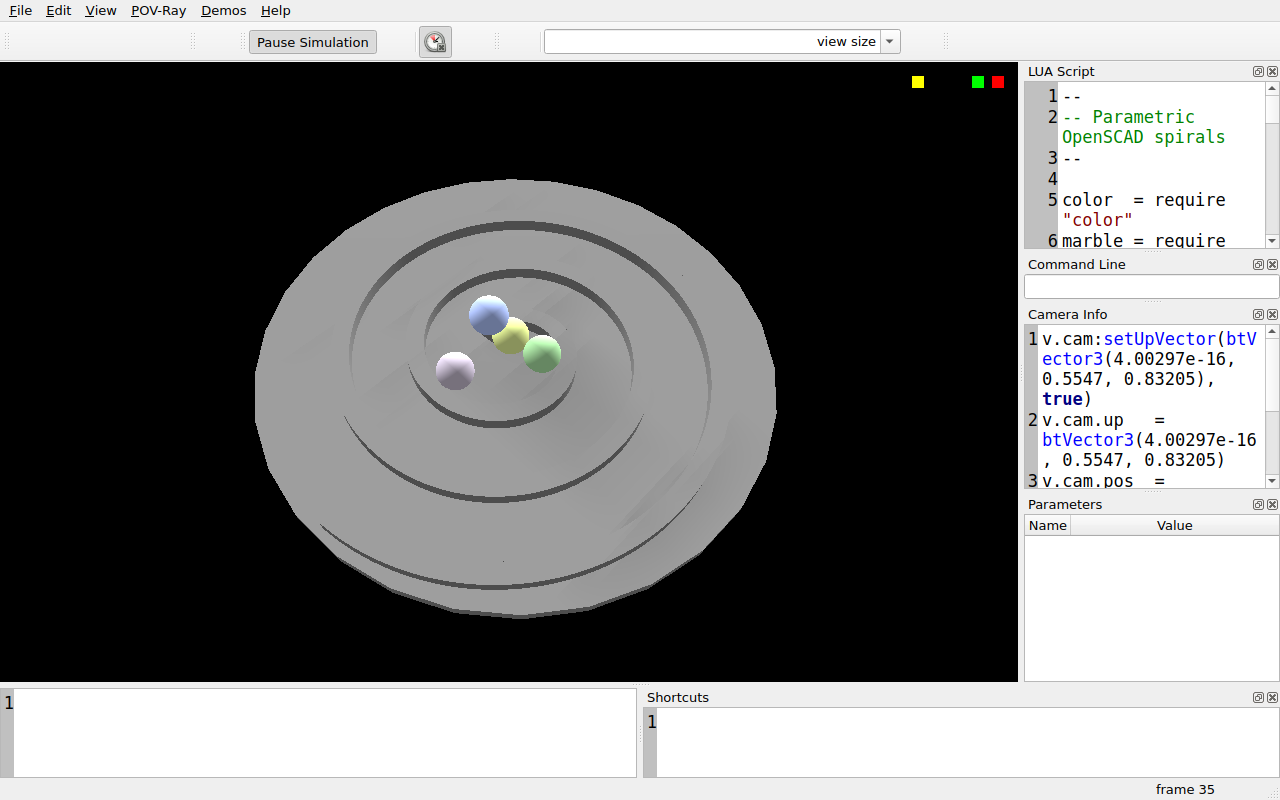 File Edit View POV-Ray Demos Help
Pause Simulation view size
LUA Script
1 --
2 -- Parametric
OpenSCAD spirals
3 --
4
5 color  = require
"color"
6 marble = require
Command Line
Camera Info
1 v.cam:setUpVector(btV
ector3(4.00297e-16,
0.5547, 0.83205),
true)
2 v.cam.up   =
btVector3(4.00297e-16
, 0.5547, 0.83205)
3 v.cam.pos  =
Parameters
Name Value
1
Shortcuts
1
frame 35